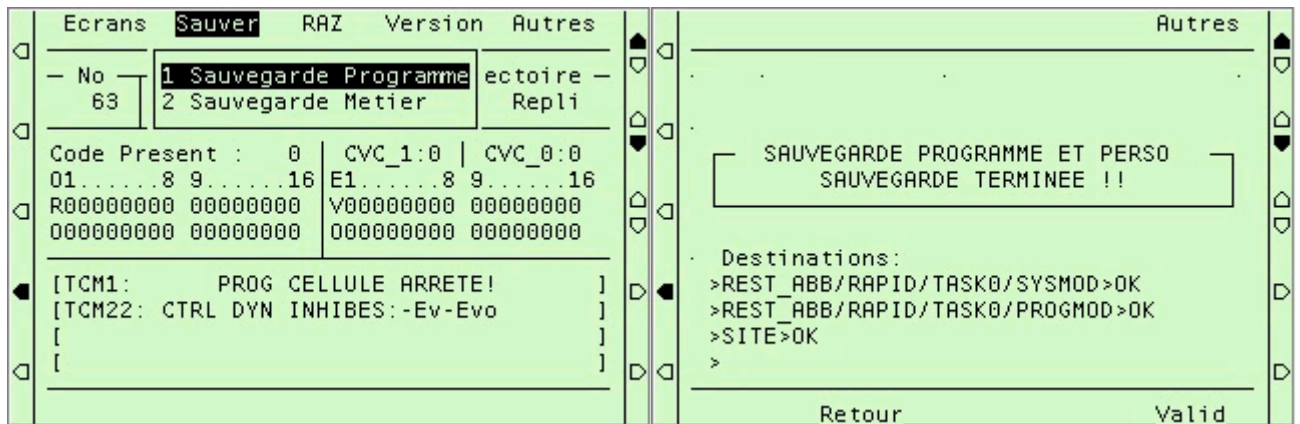 Ecrans Sauver RAZ Version Autres
No 1 Sauvegarde Programme ectoire
63 2 Sauvegarde Metier Repli
Code Present : 0 | CVC_1:0 | CVC_0:0
O1.......8 9.......16 E1.......8 9.......16
R00000000 00000000 V00000000 00000000
000000000 00000000 000000000 00000000
[TCM1: PROG CELLULE ARRETE! ]
[TCM22: CTRL DYN INHIBES:-Ev-Evo ]
[ ]
[ ]
Autres
SAUVEGARDE PROGRAMME ET PERSO
SAUVEGARDE TERMINEE !!
Destinations:
>REST_ABB/RAPID/TASK0/SYSMOD>OK
>REST_ABB/RAPID/TASK0/PROGMOD>OK
>SITE>OK
>
Retour Valid